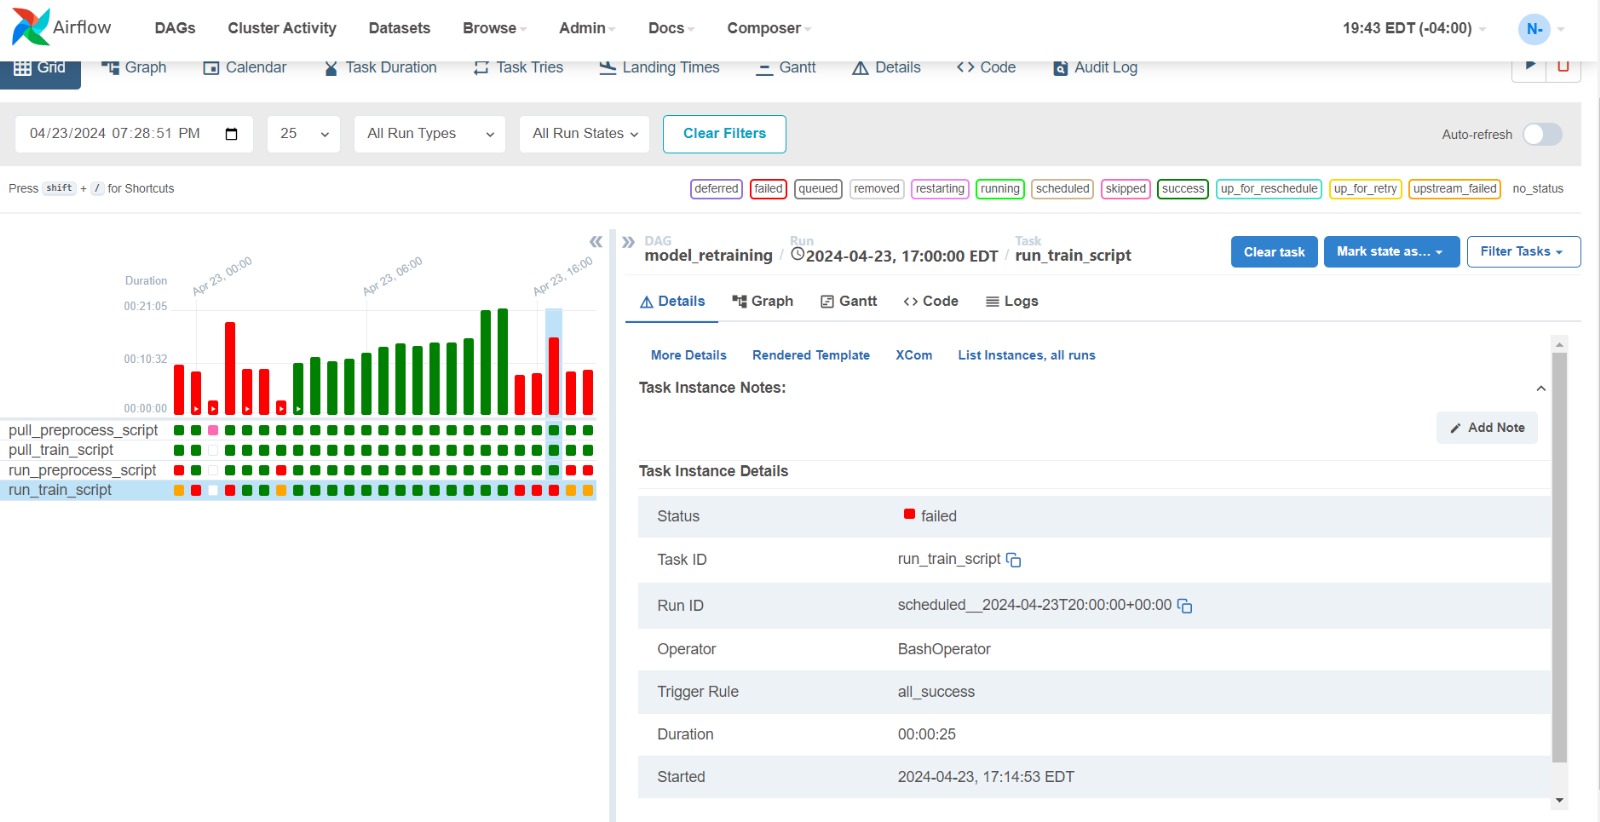 Airflow
DAGs Cluster Activity Datasets Browse Admin Docs Composer 19:43 EDT (-04:00) N-
Grid Graph Calendar Task Duration Task Tries Landing Times Gantt Details Code Audit Log
04/23/2024 07:28:51 PM 25 All Run Types All Run States Clear Filters Auto-refresh
Press shift + / for Shortcuts
deferred failed queued removed restarting running scheduled skipped success up_for_reschedule up_for_retry upstream_failed no_status
Duration
Apr 23, 00:00 Apr 23, 06:00 Apr 23, 16:00
00:21:05
00:10:32
00:00:00
pull_preprocess_script
pull_train_script
run_preprocess_script
run_train_script
DAG Run Task
model_retraining / 2024-04-23, 17:00:00 EDT / run_train_script
Clear task Mark state as... Filter Tasks
Details Graph Gantt Code Logs
More Details Rendered Template XCom List Instances, all runs
Task Instance Notes:
Add Note
Task Instance Details
Status failed
Task ID run_train_script
Run ID scheduled__2024-04-23T20:00:00+00:00
Operator BashOperator
Trigger Rule all_success
Duration 00:00:25
Started 2024-04-23, 17:14:53 EDT